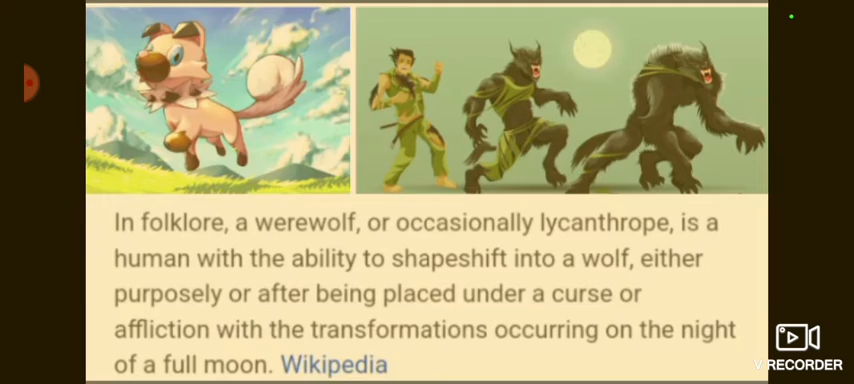 In folklore, a werewolf, or occasionally lycanthrope, is a
human with the ability to shapeshift into a wolf, either
purposely or after being placed under a curse or
affliction with the transformations occurring on the night
of a full moon. Wikipedia
V RECORDER